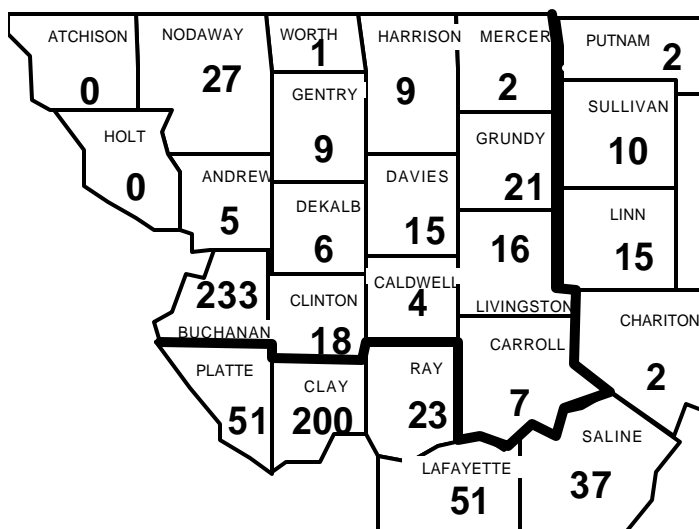 ATCHISON
0
NODAWAY
27
WORTH
1
HARRISON
9
MERCER
2
PUTNAM
2
HOLT
0
GENTRY
9
GRUNDY
21
SULLIVAN
10
ANDREW
5
DEKALB
6
DAVIES
15
16
LIVINGSTON
LINN
15
233
BUCHANAN
CLINTON
18
CALDWELL
4
CHARITON
2
PLATTE
51
CLAY
200
RAY
23
CARROLL
7
LAFAYETTE
51
SALINE
37